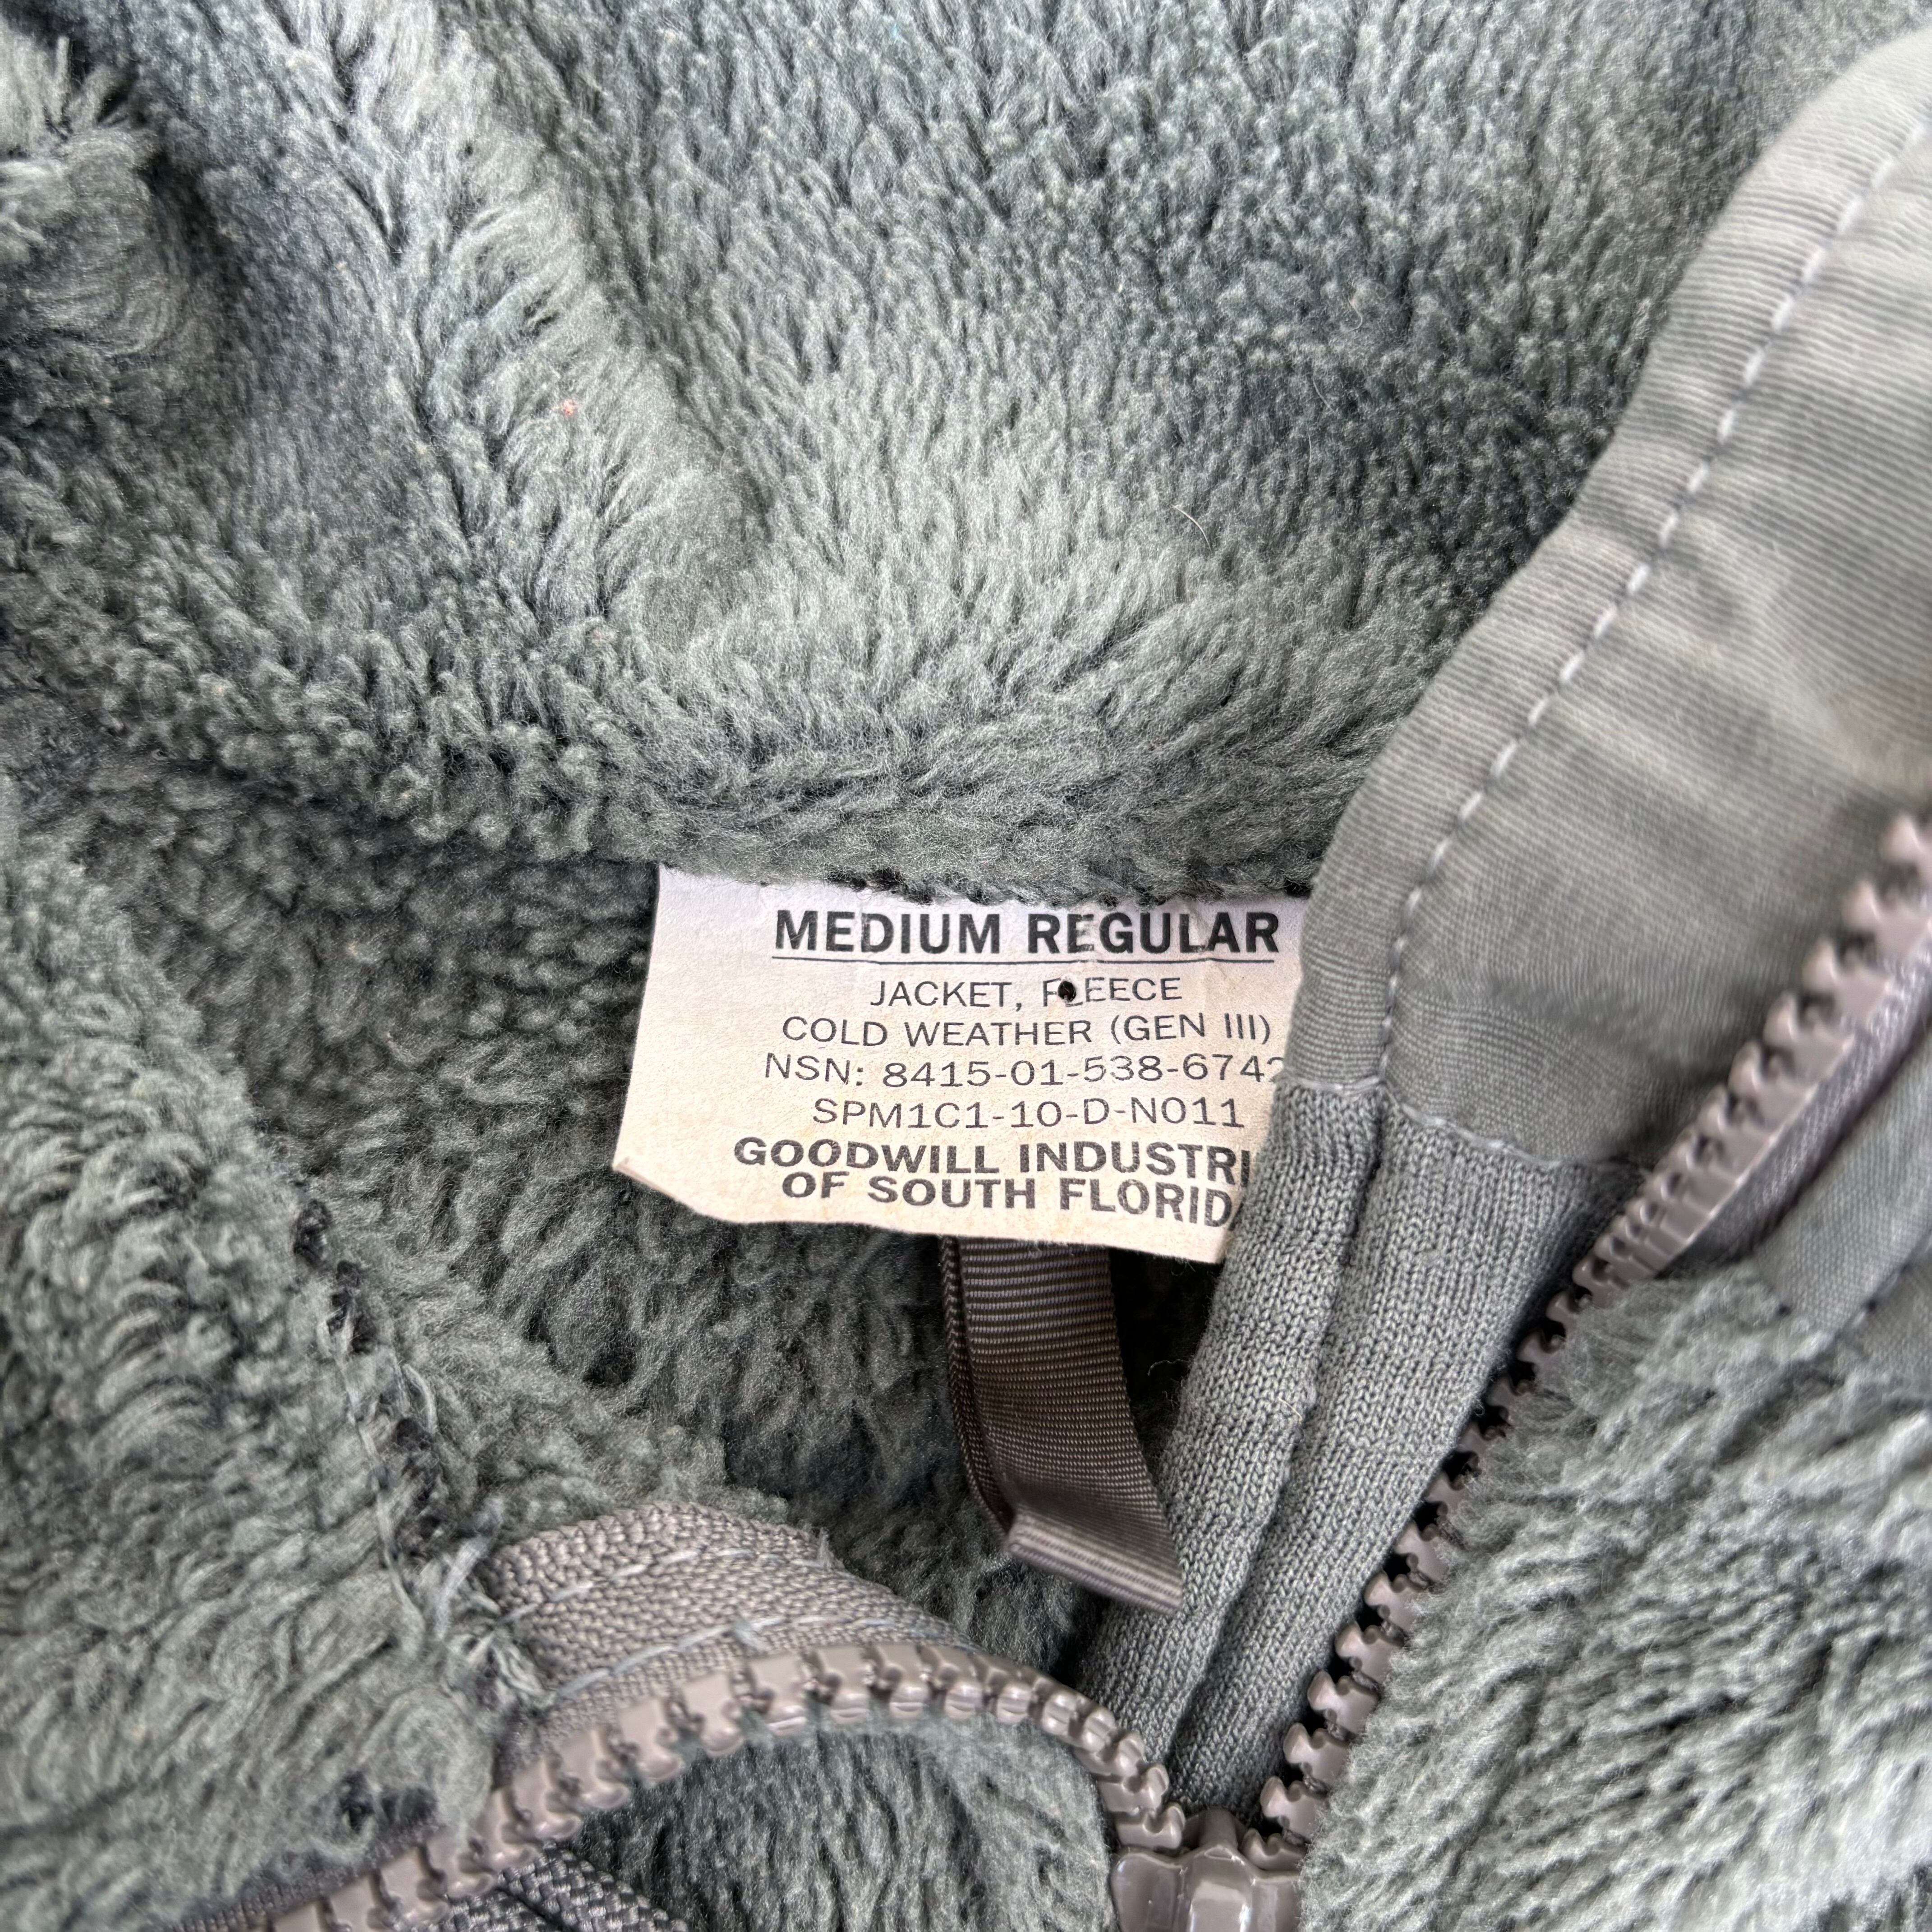 MEDIUM REGULAR
JACKET, FLEECE
COLD WEATHER (GEN III)
NSN: 8415-01-538-6742
SPM1C1-10-D-N011
GOODWILL INDUSTRI
OF SOUTH FLORID